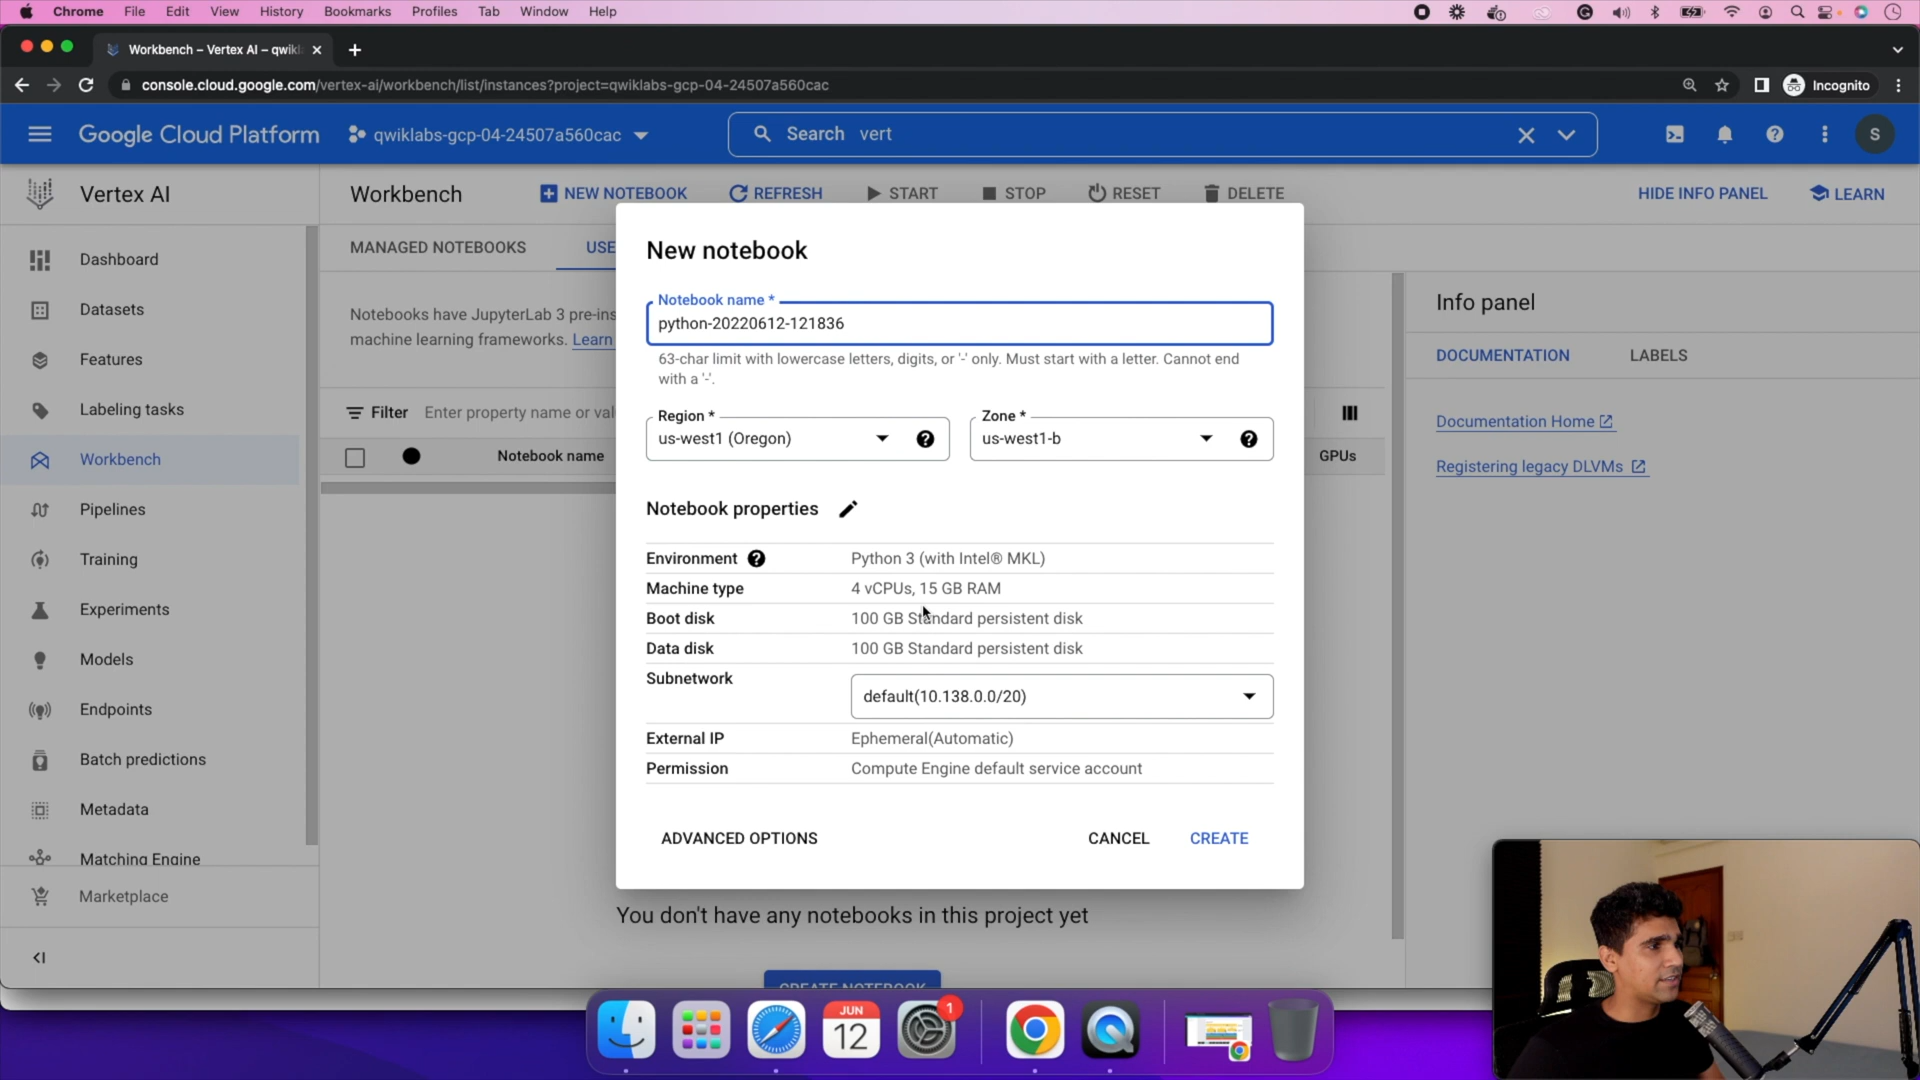 Chrome File Edit View History Bookmarks Profiles Tab Window Help
Workbench – Vertex AI – qwikl
console.cloud.google.com/vertex-ai/workbench/list/instances?project=qwiklabs-gcp-04-24507a560cac
Incognito
Google Cloud Platform
qwiklabs-gcp-04-24507a560cac
Search vert
S
Vertex AI
Workbench
NEW NOTEBOOK
REFRESH
START
STOP
RESET
DELETE
HIDE INFO PANEL
LEARN
Dashboard
Datasets
Features
Labeling tasks
Workbench
Pipelines
Training
Experiments
Models
Endpoints
Batch predictions
Metadata
Matching Engine
Marketplace
MANAGED NOTEBOOKS
USE
Notebooks have JupyterLab 3 pre-ins
machine learning frameworks. Learn
Filter Enter property name or val
Notebook name
GPUs
New notebook
Notebook name *
python-20220612-121836
63-char limit with lowercase letters, digits, or '-' only. Must start with a letter. Cannot end
with a '-'.
Region *
us-west1 (Oregon)
Zone *
us-west1-b
Notebook properties
Environment Python 3 (with Intel® MKL)
Machine type 4 vCPUs, 15 GB RAM
Boot disk 100 GB Standard persistent disk
Data disk 100 GB Standard persistent disk
Subnetwork default(10.138.0.0/20)
External IP Ephemeral(Automatic)
Permission Compute Engine default service account
ADVANCED OPTIONS
CANCEL
CREATE
You don't have any notebooks in this project yet
CREATE NOTEBOOK
Info panel
DOCUMENTATION
LABELS
Documentation Home
Registering legacy DLVMs
JUN
12
1